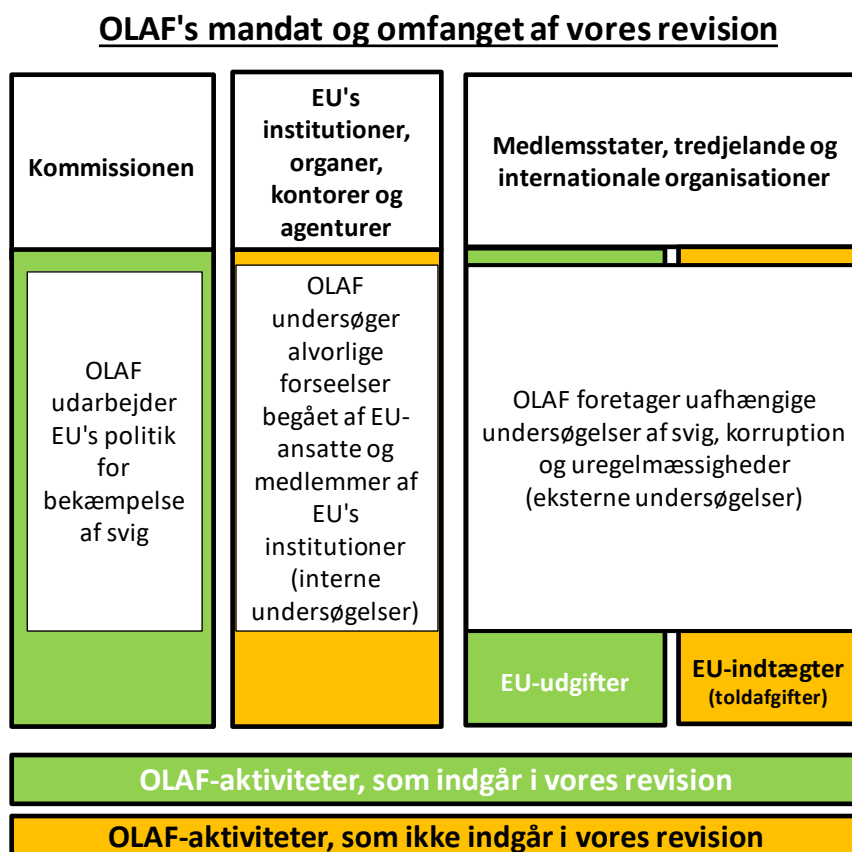 OLAF's mandat og omfanget af vores revision
Kommissionen
EU's
institutioner,
organer,
kontorer og
agenturer
Medlemsstater, tredjelande og
internationale organisationer
OLAF
udarbejder
EU's politik
for
bekæmpelse
af svig
OLAF
undersøger
alvorlige
forseelser
begået af EU-
ansatte og
medlemmer af
EU's
institutioner
(interne
undersøgelser)
OLAF foretager uafhængige
undersøgelser af svig, korruption
og uregelmæssigheder
(eksterne undersøgelser)
EU-udgifter
EU-indtægter
(toldafgifter)
OLAF-aktiviteter, som indgår i vores revision
OLAF-aktiviteter, som ikke indgår i vores revision